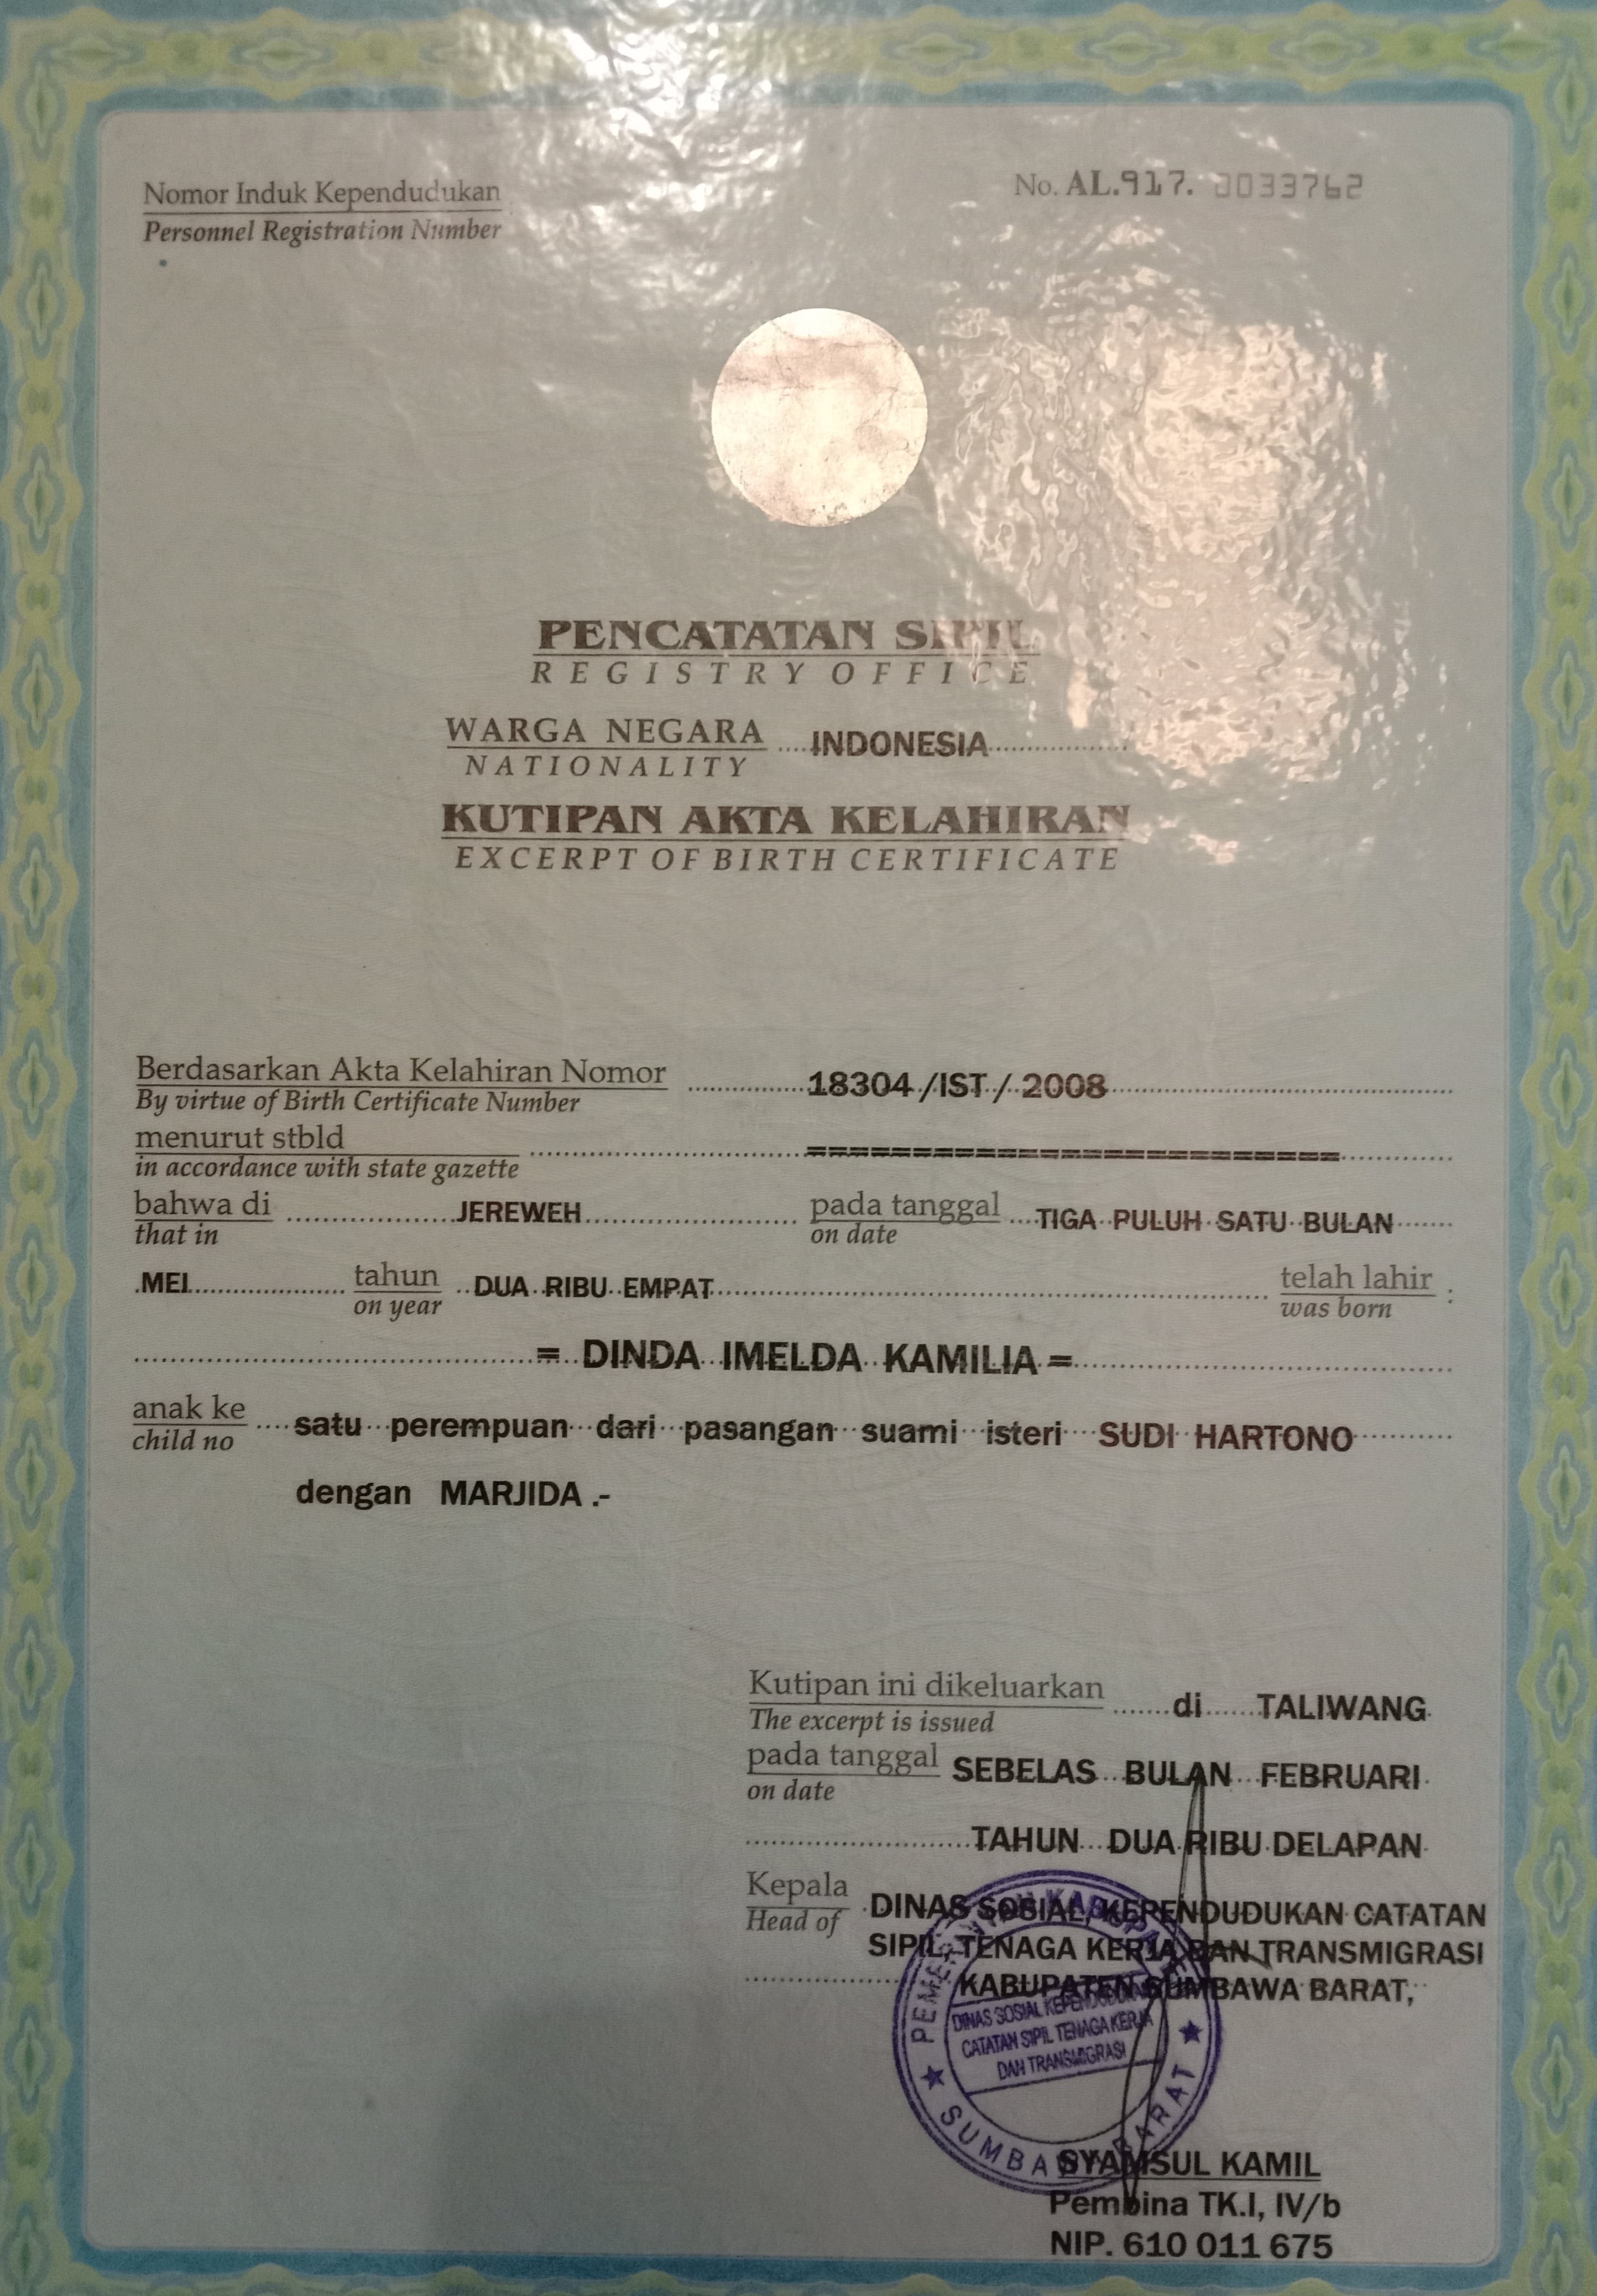 Nomor Induk Kependudukan
Personnel Registration Number
No. AL.917. 0033762
PENCATATAN SIPIL
REGISTRY OFFICE
WARGA NEGARA INDONESIA
NATIONALITY
KUTIPAN AKTA KELAHIRAN
EXCERPT OF BIRTH CERTIFICATE
Berdasarkan Akta Kelahiran Nomor 18304 /IST / 2008
By virtue of Birth Certificate Number
menurut stbld =========================
in accordance with state gazette
bahwa di JEREWEH pada tanggal TIGA PULUH SATU BULAN
that in on date
MEI tahun DUA RIBU EMPAT telah lahir :
on year was born
= DINDA IMELDA KAMILIA =
anak ke satu perempuan dari pasangan suami isteri SUDI HARTONO
child no
dengan MARJIDA .-
Kutipan ini dikeluarkan di TALIWANG
The excerpt is issued
pada tanggal SEBELAS BULAN FEBRUARI
on date
TAHUN DUA RIBU DELAPAN
Kepala DINAS SOSIAL, KEPENDUDUKAN CATATAN
Head of
SIPIL, TENAGA KERJA DAN TRANSMIGRASI
KABUPATEN SUMBAWA BARAT,
DINAS SOSIAL KEPENDUDUKAN
CATATAN SIPIL TENAGA KERJA
DAN TRANSMIGRASI
SUMBAWA BARAT
SYAMSUL KAMIL
Pembina TK.I, IV/b
NIP. 610 011 675